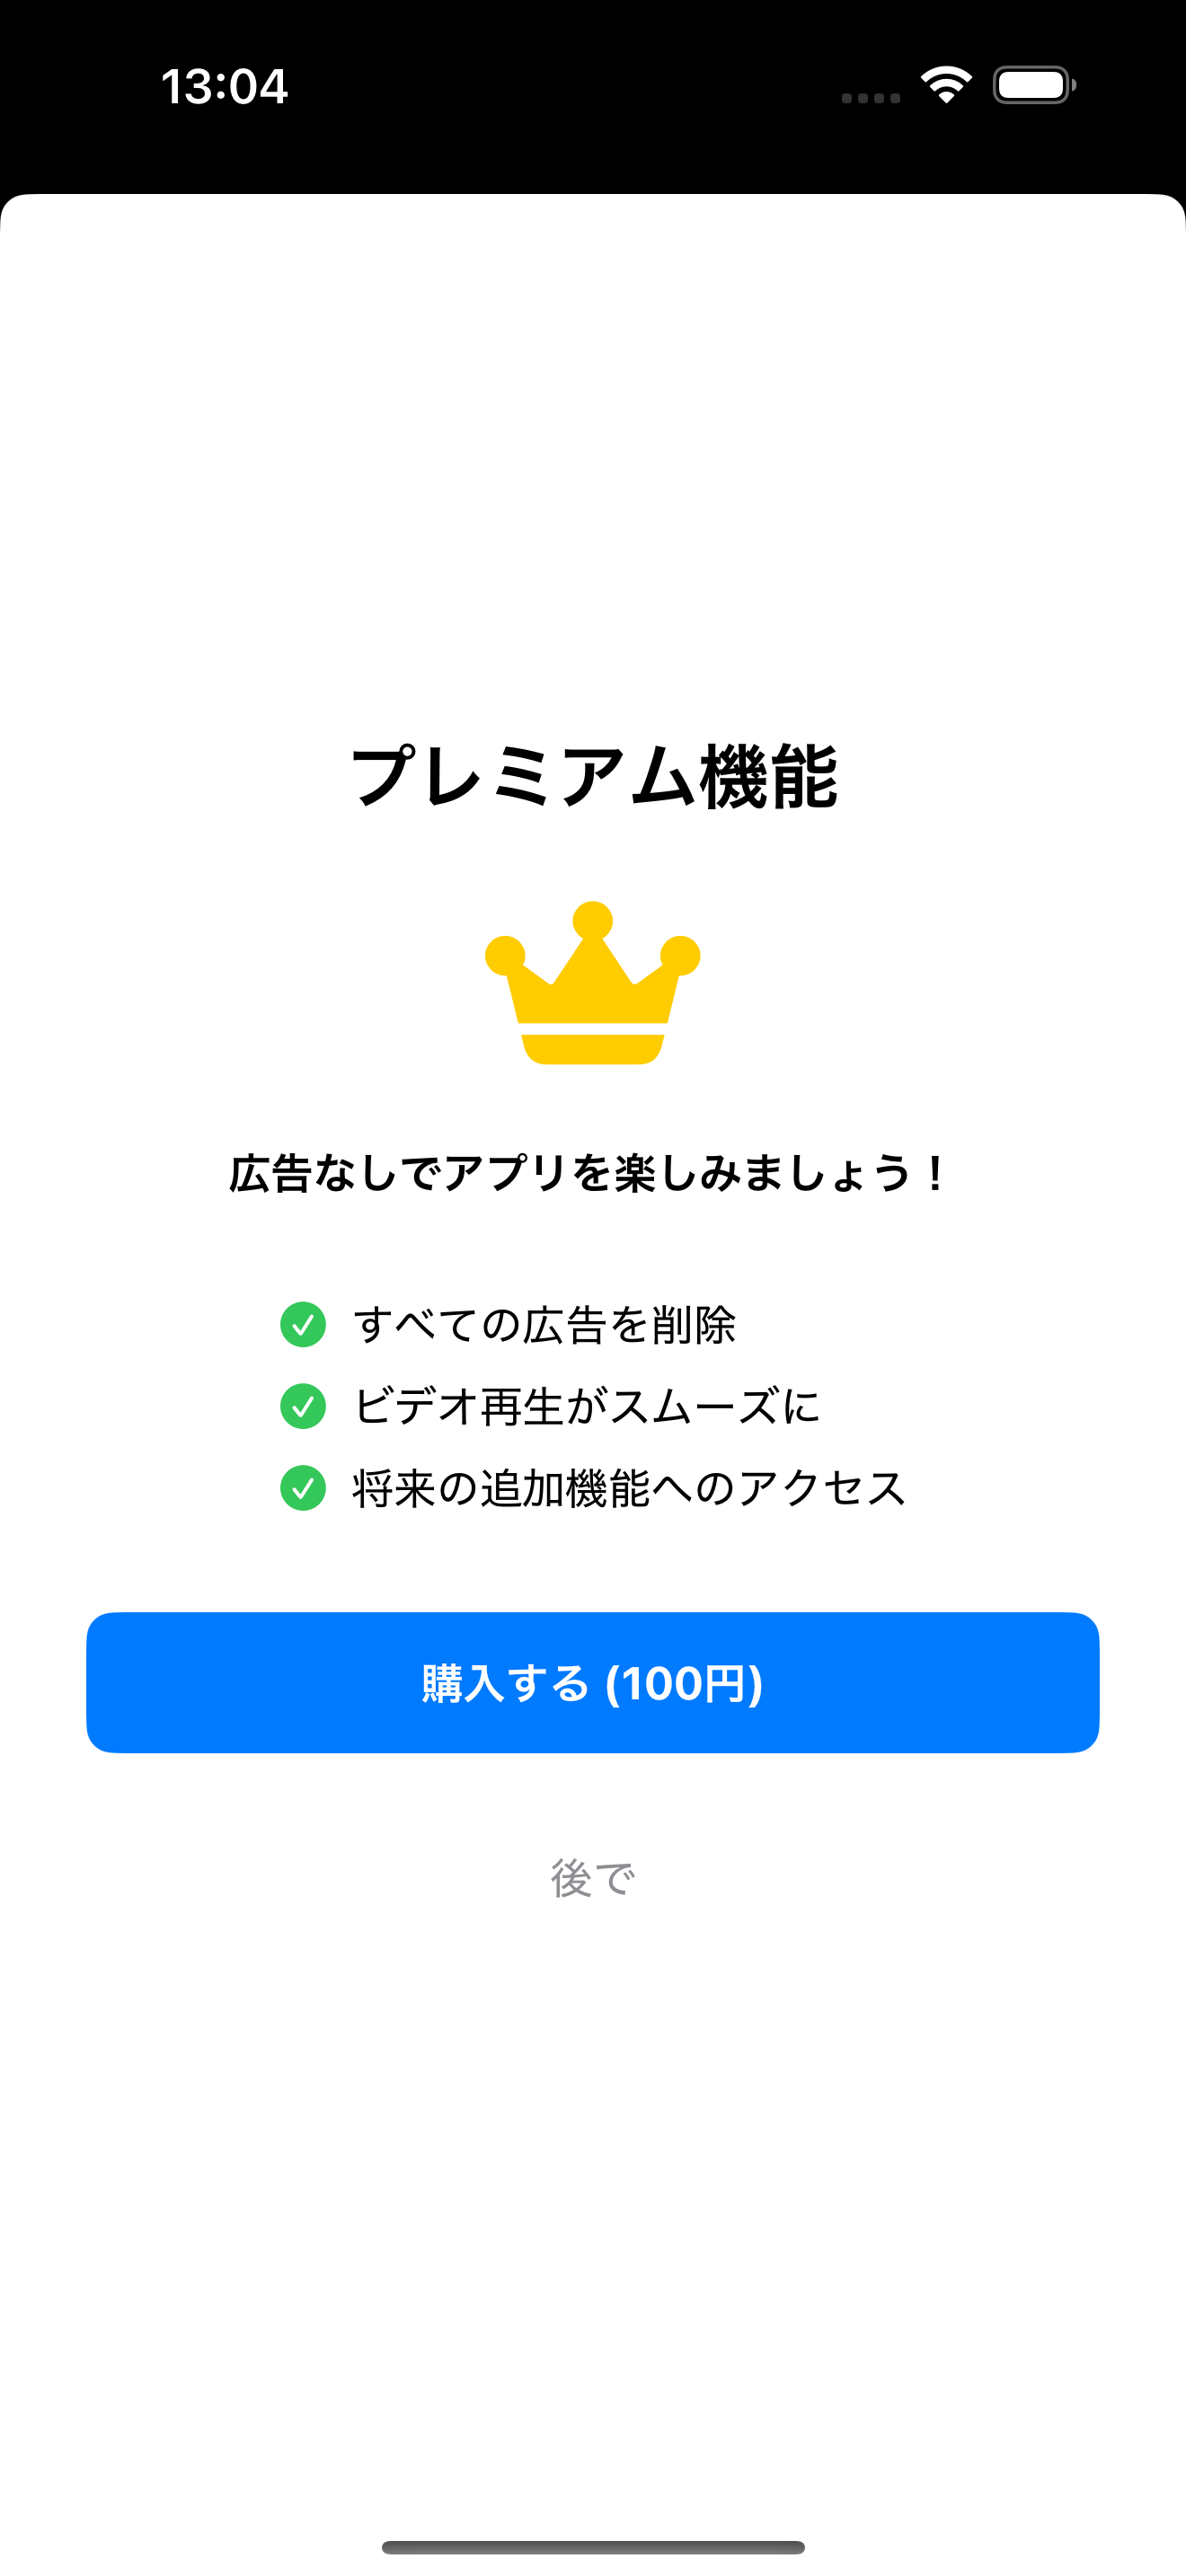 13:04
プレミアム機能
広告なしでアプリを楽しみましょう！
すべての広告を削除
ビデオ再生がスムーズに
将来の追加機能へのアクセス
購入する (100円)
後で